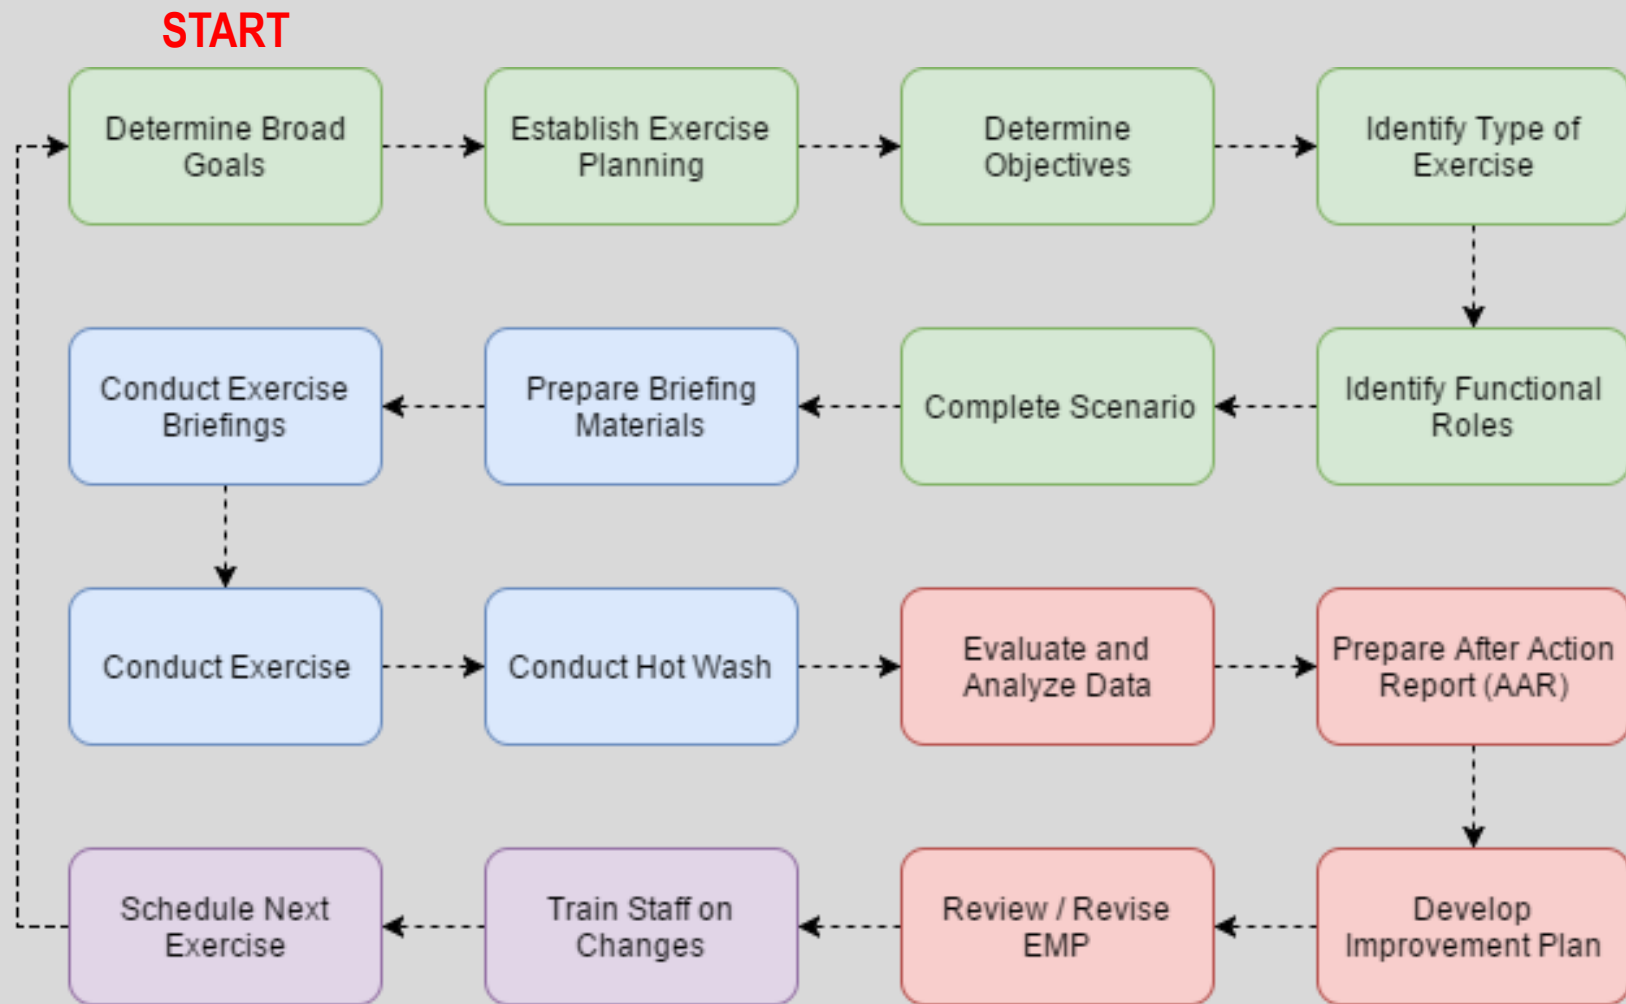 START
Determine Broad
Goals
Establish Exercise
Planning
Determine
Objectives
Identify Type of
Exercise
Conduct Exercise
Briefings
Prepare Briefing
Materials
Complete Scenario
Identify Functional
Roles
Conduct Exercise
Conduct Hot Wash
Evaluate and
Analyze Data
Prepare After Action
Report (AAR)
Schedule Next
Exercise
Train Staff on
Changes
Review / Revise
EMP
Develop
Improvement Plan